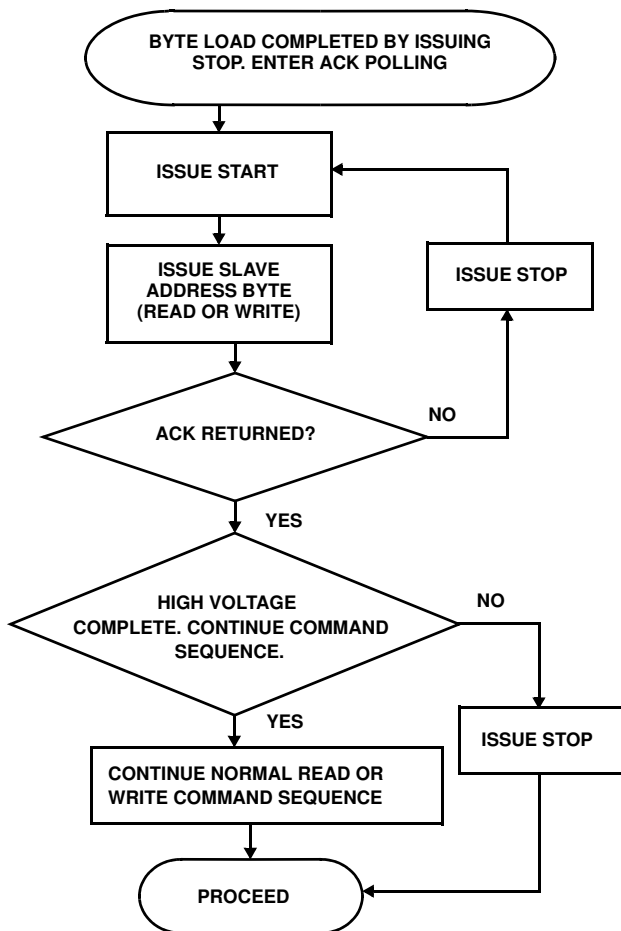 BYTE LOAD COMPLETED BY ISSUING
STOP. ENTER ACK POLLING
ISSUE START
ISSUE SLAVE
ADDRESS BYTE
(READ OR WRITE)
ISSUE STOP
ACK RETURNED?
NO
YES
HIGH VOLTAGE
COMPLETE. CONTINUE COMMAND
SEQUENCE.
NO
YES
ISSUE STOP
CONTINUE NORMAL READ OR
WRITE COMMAND SEQUENCE
PROCEED